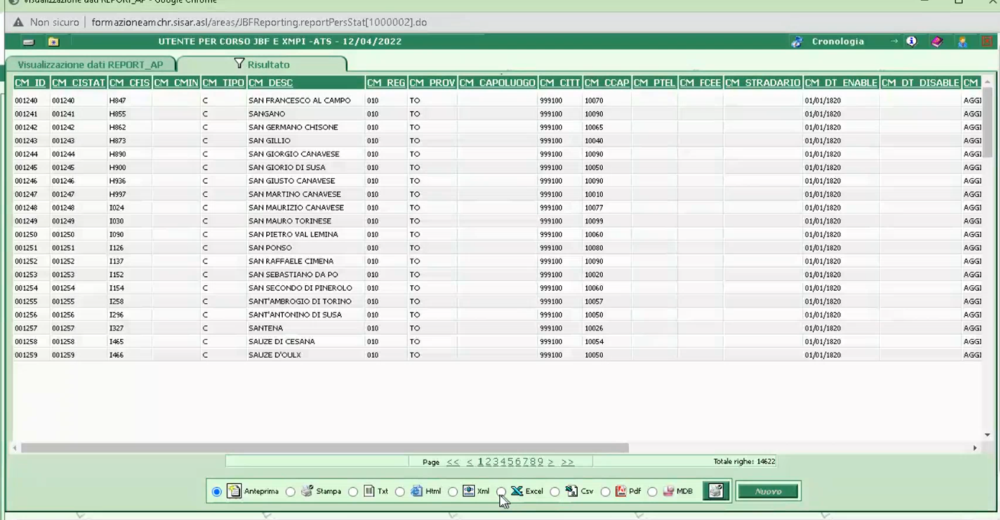 Visualizzazione dati REPORT_AP - Google Chrome
Non sicuro | formazioneamchr.sisar.asl/areas/JBFReporting.reportPersStat[1000002].do
UTENTE PER CORSO JBF E XMPI -ATS - 12/04/2022 Cronologia
Visualizzazione dati REPORT_AP Risultato
CM_ID CM_CISTAT CM_CFIS CM_CMIN CM_TIPO CM_DESC CM_REG CM_PROV CM_CAPOLUOGO CM_CITT CM_CCAP CM_PTEL CM_FCEE CM_STRADARIO CM_DT_ENABLE CM_DT_DISABLE CM
001240 001240 H847 C SAN FRANCESCO AL CAMPO 010 TO 999100 10070 01/01/1820 AGGI
001241 001241 H855 C SANGANO 010 TO 999100 10090 01/01/1820 AGGI
001242 001242 H862 C SAN GERMANO CHISONE 010 TO 999100 10065 01/01/1820 AGGI
001243 001243 H873 C SAN GILLIO 010 TO 999100 10040 01/01/1820 AGGI
001244 001244 H890 C SAN GIORGIO CANAVESE 010 TO 999100 10090 01/01/1820 AGGI
001245 001245 H900 C SAN GIORIO DI SUSA 010 TO 999100 10050 01/01/1820 AGGI
001246 001246 H936 C SAN GIUSTO CANAVESE 010 TO 999100 10090 01/01/1820 AGGI
001247 001247 H997 C SAN MARTINO CANAVESE 010 TO 999100 10010 01/01/1820 AGGI
001248 001248 I024 C SAN MAURIZIO CANAVESE 010 TO 999100 10077 01/01/1820 AGGI
001249 001249 I030 C SAN MAURO TORINESE 010 TO 999100 10099 01/01/1820 AGGI
001250 001250 I090 C SAN PIETRO VAL LEMINA 010 TO 999100 10060 01/01/1820 AGGI
001251 001251 I126 C SAN PONSO 010 TO 999100 10080 01/01/1820 AGGI
001252 001252 I137 C SAN RAFFAELE CIMENA 010 TO 999100 10090 01/01/1820 AGGI
001253 001253 I152 C SAN SEBASTIANO DA PO 010 TO 999100 10020 01/01/1820 AGGI
001254 001254 I154 C SAN SECONDO DI PINEROLO 010 TO 999100 10060 01/01/1820 AGGI
001255 001255 I258 C SANT'AMBROGIO DI TORINO 010 TO 999100 10057 01/01/1820 AGGI
001256 001256 I296 C SANT'ANTONINO DI SUSA 010 TO 999100 10050 01/01/1820 AGGI
001257 001257 I327 C SANTENA 010 TO 999100 10026 01/01/1820 AGGI
001258 001258 I465 C SAUZE DI CESANA 010 TO 999100 10054 01/01/1820 AGGI
001259 001259 I466 C SAUZE D'OULX 010 TO 999100 10050 01/01/1820 AGGI
Page << < 1 2 3 4 5 6 7 8 9 > >> Totale righe: 14622
Anteprima Stampa Txt Html Xml Excel Csv Pdf MDB Nuovo